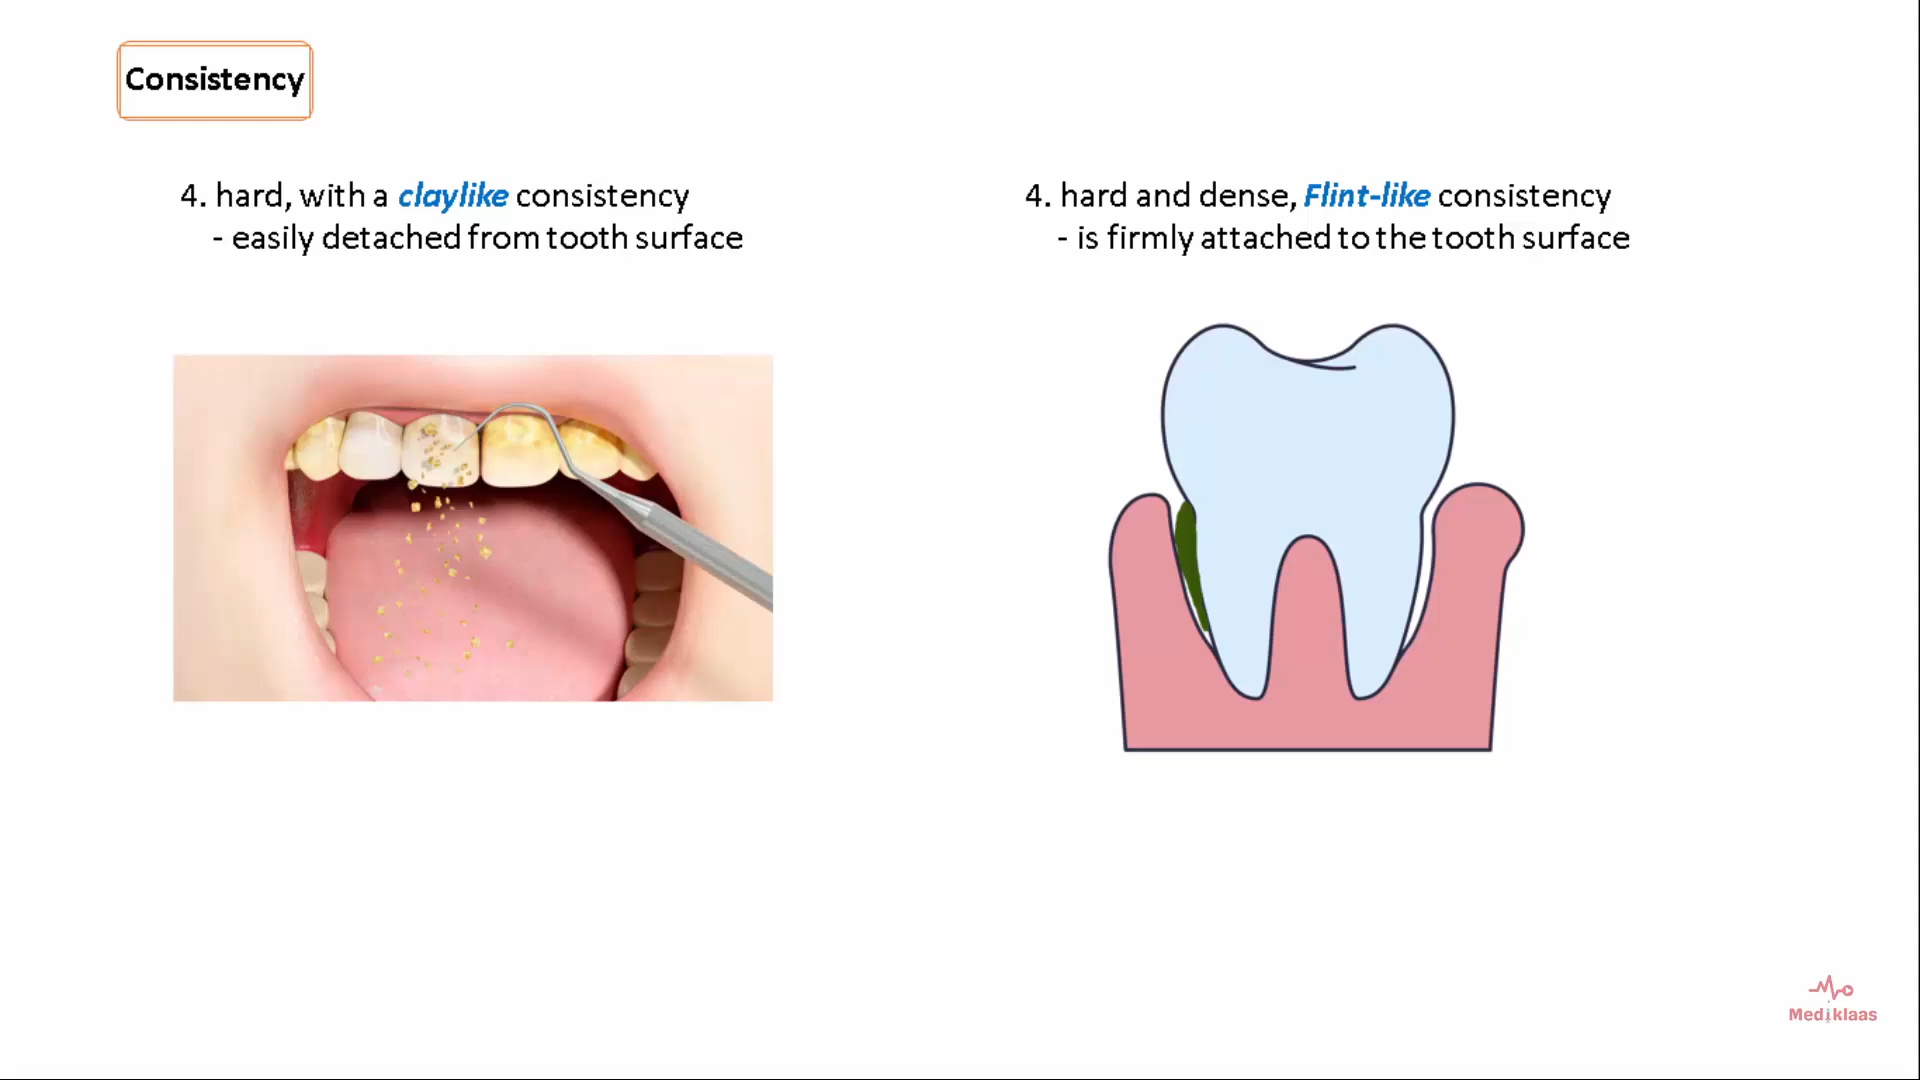 Consistency
4. hard, with a claylike consistency
- easily detached from tooth surface
4. hard and dense, Flint-like consistency
- is firmly attached to the tooth surface
Mediklaas